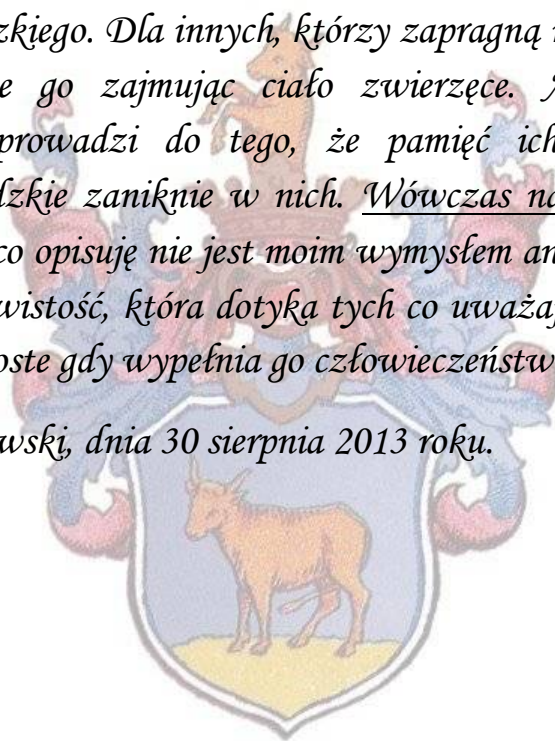 zkiego. Dla innych, którzy zapragną
e go zajmując ciało zwierzęce.
prowadzi do tego, że pamięć ich
dzkie zaniknie w nich. Wówczas na
co opisuję nie jest moim wymysłem an
wistość, która dotyka tych co uważaj
oste gdy wypełnia go człowieczeństw
wski, dnia 30 sierpnia 2013 roku.